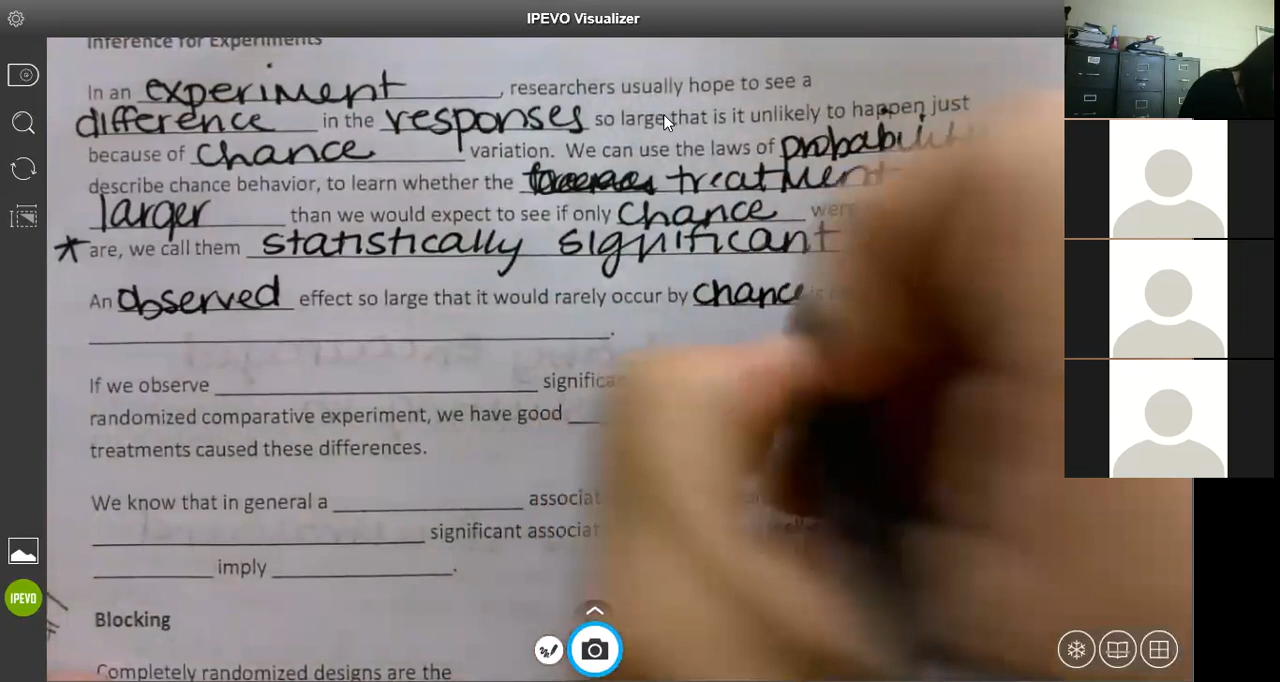 IPEVO Visualizer
Inference for Experiments
In an experiment, researchers usually hope to see a
difference in the responses so large that is it unlikely to happen just
because of chance variation. We can use the laws of
describe chance behavior, to learn whether the treatment
larger than we would expect to see if only chance were
* are, we call them statistically significant
An observed effect so large that it would rarely occur by chance is
If we observe
randomized comparative experiment, we have good
treatments caused these differences.
We know that in general a
significant
imply .
Blocking
Completely randomized designs are the
IPEVO